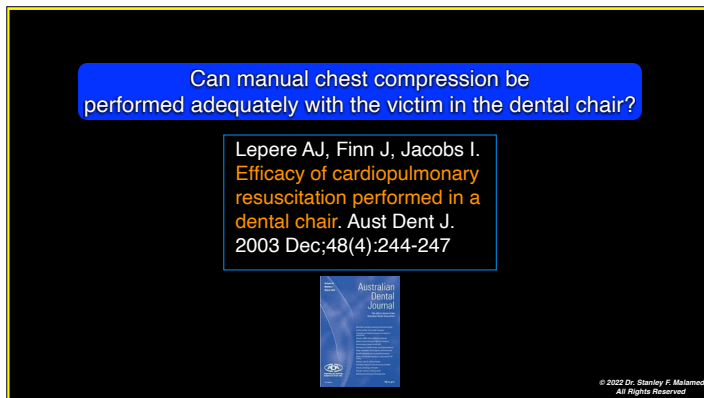 Can manual chest compression be
performed adequately with the victim in the dental chair?
Lepere AJ, Finn J, Jacobs I.
Efficacy of cardiopulmonary
resuscitation performed in a
dental chair. Aust Dent J.
2003 Dec;48(4):244-247
Australian
Dental
Journal
© 2022 Dr. Stanley F. Malamed
All Rights Reserved